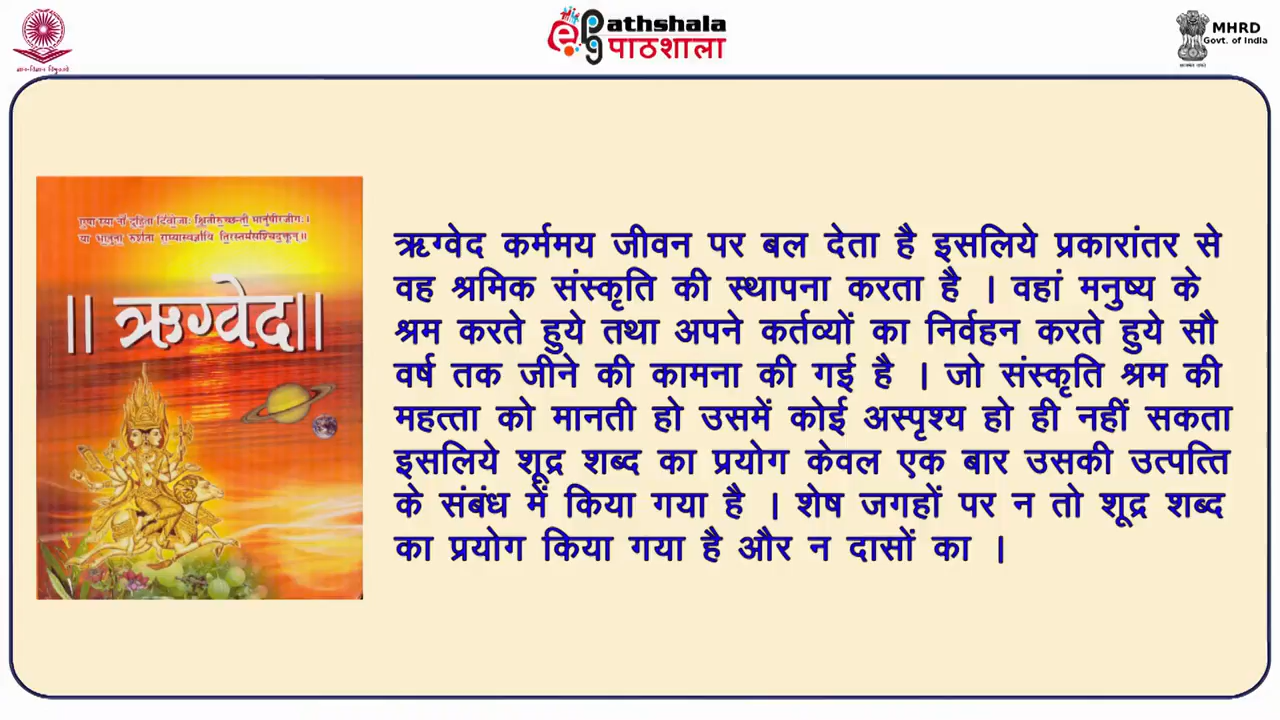 ePathshala
पाठशाला
MHRD
Govt. of India
|| ऋग्वेद||
ऋग्वेद कर्ममय जीवन पर बल देता है इसलिये प्रकारांतर से
वह श्रमिक संस्कृति की स्थापना करता है । वहां मनुष्य के
श्रम करते हुये तथा अपने कर्तव्यों का निर्वहन करते हुये सौ
वर्ष तक जीने की कामना की गई है । जो संस्कृति श्रम की
महत्ता को मानती हो उसमें कोई अस्पृश्य हो ही नहीं सकता
इसलिये शूद्र शब्द का प्रयोग केवल एक बार उसकी उत्पत्ति
के संबंध में किया गया है । शेष जगहों पर न तो शूद्र शब्द
का प्रयोग किया गया है और न दासों का ।